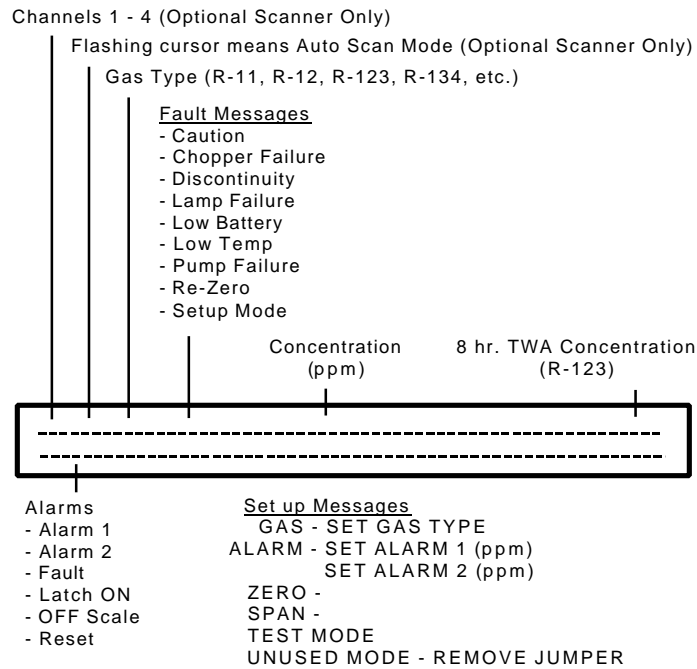 Channels 1 - 4 (Optional Scanner Only)
Flashing cursor means Auto Scan Mode (Optional Scanner Only)
Gas Type (R-11, R-12, R-123, R-134, etc.)
Fault Messages
- Caution
- Chopper Failure
- Discontinuity
- Lamp Failure
- Low Battery
- Low Temp
- Pump Failure
- Re-Zero
- Setup Mode
Concentration
(ppm)
8 hr. TWA Concentration
(R-123)
Alarms
- Alarm 1
- Alarm 2
- Fault
- Latch ON
- OFF Scale
- Reset
Set up Messages
GAS - SET GAS TYPE
ALARM - SET ALARM 1 (ppm)
SET ALARM 2 (ppm)
ZERO -
SPAN -
TEST MODE
UNUSED MODE - REMOVE JUMPER